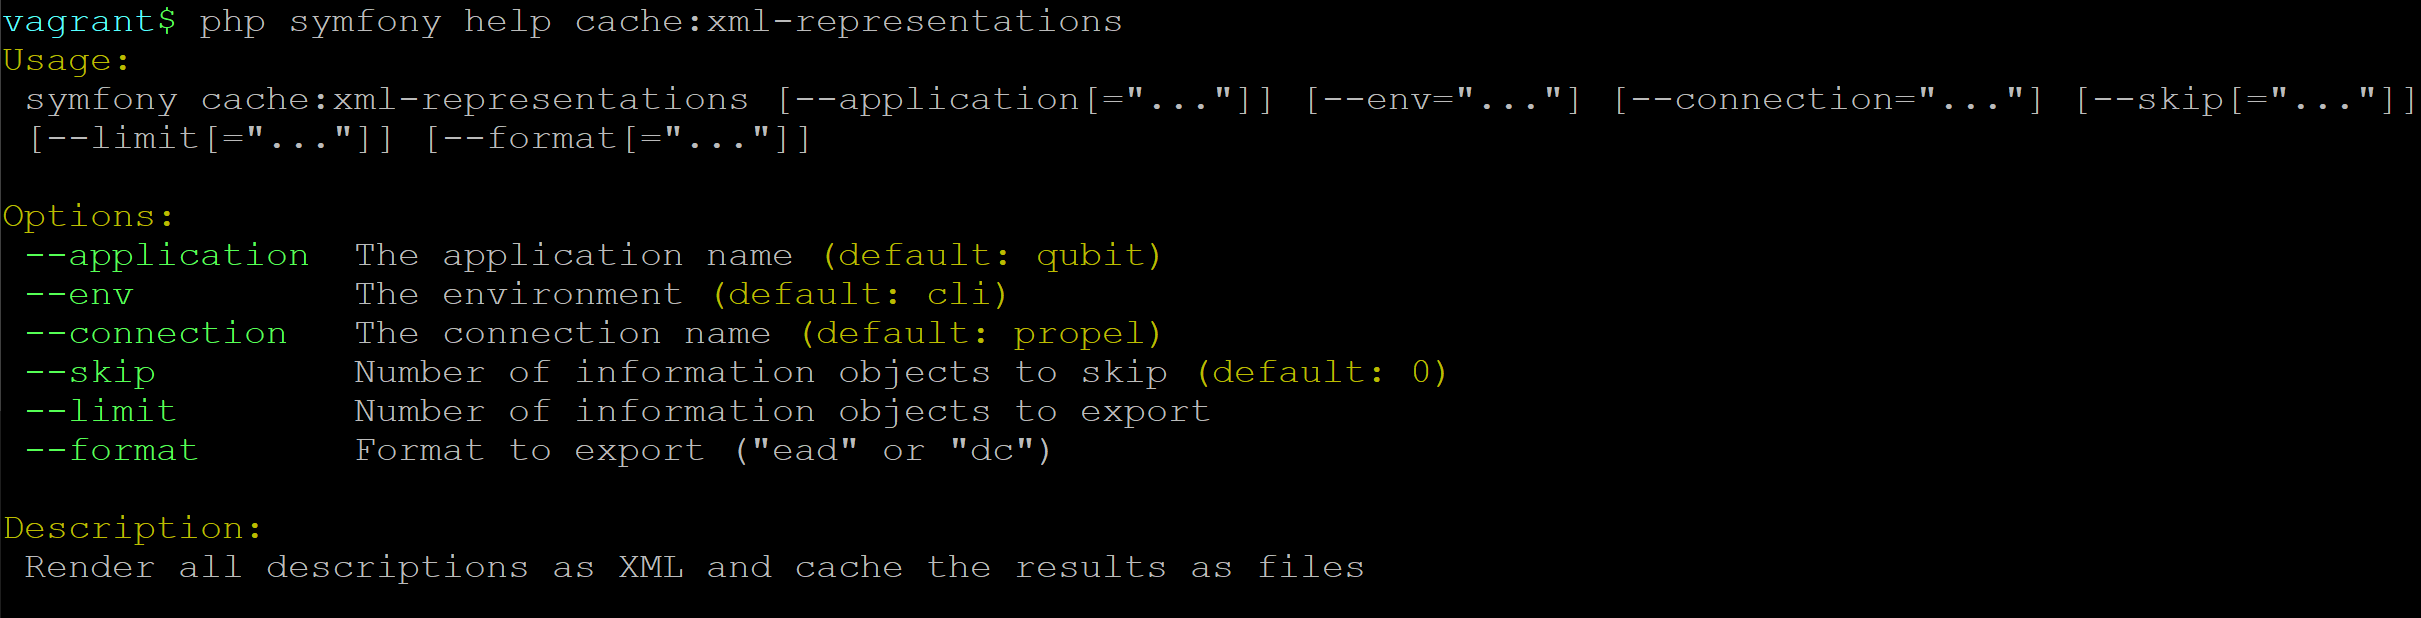 vagrant$ php symfony help cache:xml-representations
Usage:
 symfony cache:xml-representations [--application[="..."]] [--env="..."] [--connection="..."] [--skip[="..."]]
 [--limit[="..."]] [--format[="..."]]

Options:
 --application  The application name (default: qubit)
 --env          The environment (default: cli)
 --connection   The connection name (default: propel)
 --skip         Number of information objects to skip (default: 0)
 --limit        Number of information objects to export
 --format       Format to export ("ead" or "dc")

Description:
 Render all descriptions as XML and cache the results as files